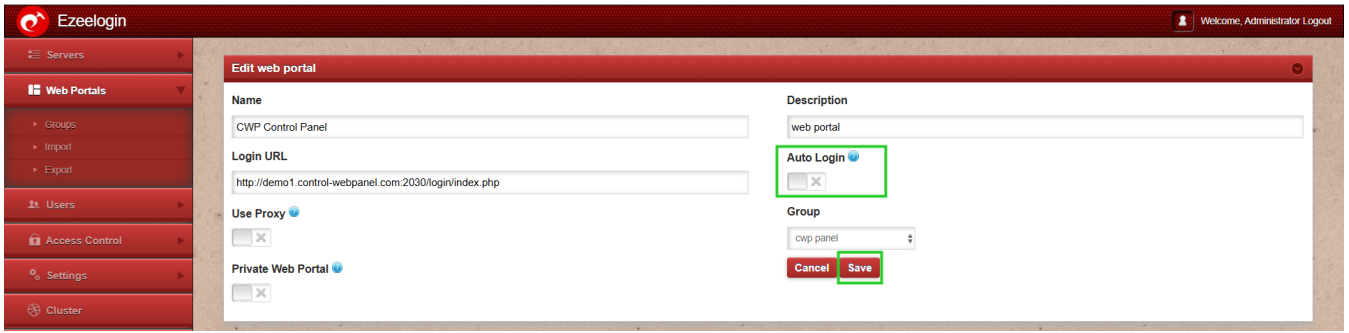 Ezeelogin
Welcome, Administrator Logout
Servers
Web Portals
Groups
Import
Export
Users
Access Control
Settings
Cluster
Edit web portal
Name
CWP Control Panel
Description
web portal
Login URL
http://demo1.control-webpanel.com:2030/login/index.php
Auto Login
Use Proxy
Group
cwp panel
Private Web Portal
Cancel Save